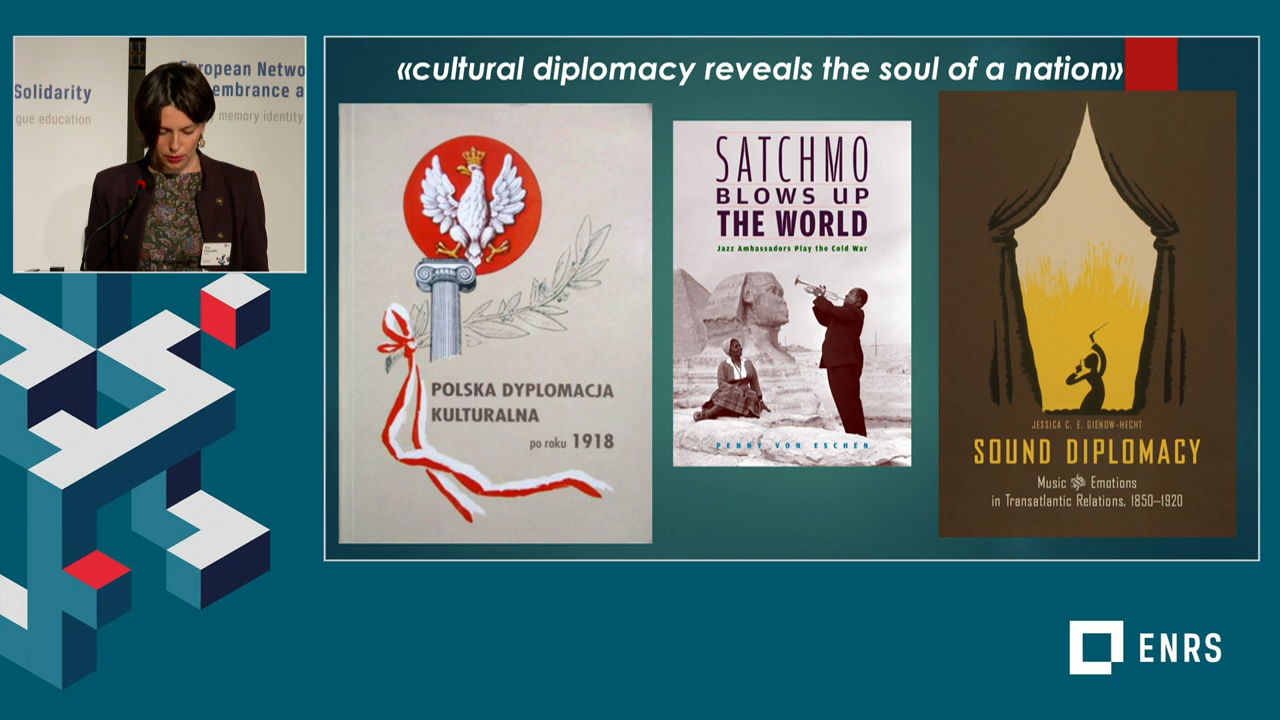 Solidarity
gue education
European Netwo
embrance a
memory identity
«cultural diplomacy reveals the soul of a nation»
POLSKA DYPLOMACJA
KULTURALNA
po roku 1918
SATCHMO
BLOWS UP
THE WORLD
Jazz Ambassadors Play the Cold War
PENNY VON ESCHEN
JESSICA C. E. GIENOW-HECHT
SOUND DIPLOMACY
Music Emotions
in Transatlantic Relations, 1850–1920
ENRS